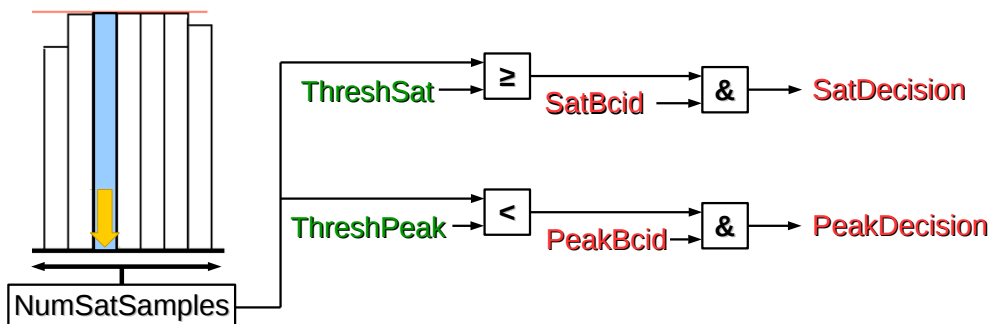 ≥
ThreshSat
SatBcid
&
SatDecision
<
ThreshPeak
PeakBcid
&
PeakDecision
NumSatSamples